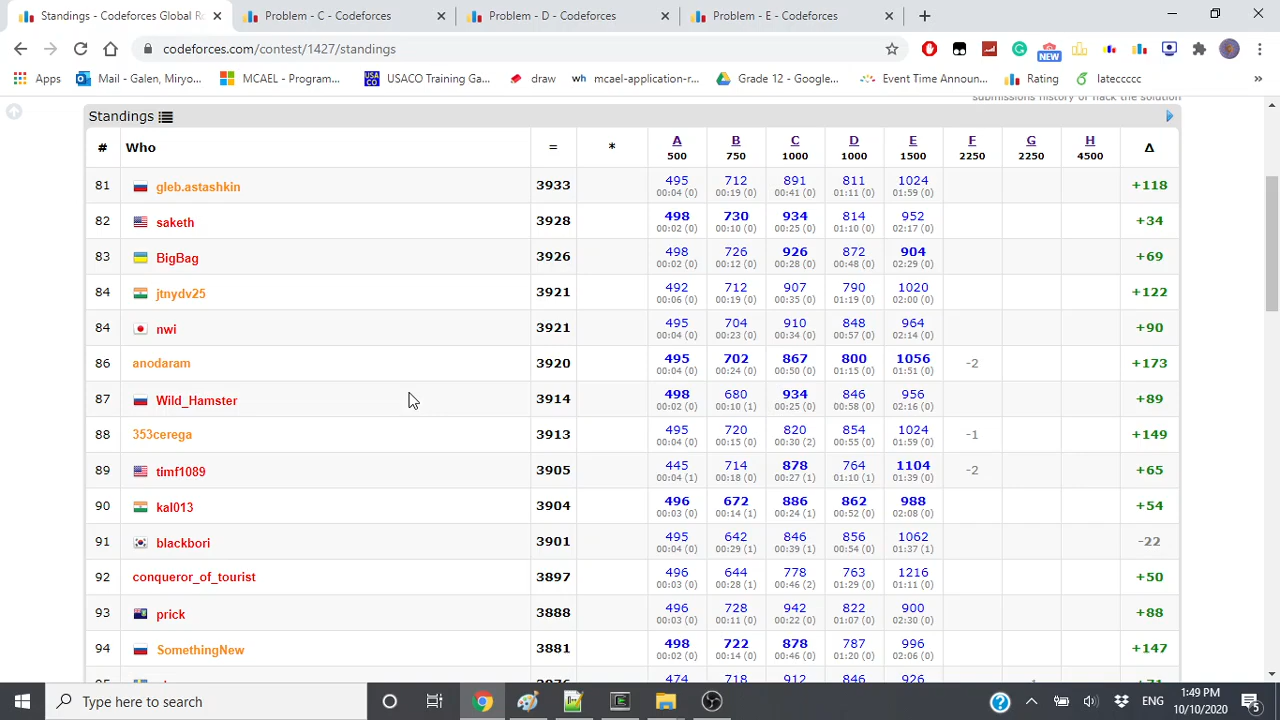 Standings - Codeforces Global Ro
Problem - C - Codeforces
Problem - D - Codeforces
Problem - E - Codeforces
codeforces.com/contest/1427/standings
NEW
Apps
Mail - Galen, Miryo...
MCAEL - Program...
USACO Training Ga...
draw
wh mcael-application-r...
Grade 12 - Google...
Event Time Announ...
Rating
lateccccc
»
submissions history or hack the solution
Standings
# Who = * A B C D E F G H Δ
500 750 1000 1000 1500 2250 2250 4500
81 gleb.astashkin 3933 495 712 891 811 1024 +118
00:04 (0) 00:19 (0) 00:41 (0) 01:11 (0) 01:59 (0)
82 saketh 3928 498 730 934 814 952 +34
00:02 (0) 00:10 (0) 00:25 (0) 01:10 (0) 02:17 (0)
83 BigBag 3926 498 726 926 872 904 +69
00:02 (0) 00:12 (0) 00:28 (0) 00:48 (0) 02:29 (0)
84 jtnydv25 3921 492 712 907 790 1020 +122
00:06 (0) 00:19 (0) 00:35 (0) 01:19 (0) 02:00 (0)
84 nwi 3921 495 704 910 848 964 +90
00:04 (0) 00:23 (0) 00:34 (0) 00:57 (0) 02:14 (0)
86 anodaram 3920 495 702 867 800 1056 -2 +173
00:04 (0) 00:24 (0) 00:50 (0) 01:15 (0) 01:51 (0)
87 Wild_Hamster 3914 498 680 934 846 956 +89
00:02 (0) 00:10 (1) 00:25 (0) 00:58 (0) 02:16 (0)
88 353cerega 3913 495 720 820 854 1024 -1 +149
00:04 (0) 00:15 (0) 00:30 (2) 00:55 (0) 01:59 (0)
89 timf1089 3905 445 714 878 764 1104 -2 +65
00:04 (1) 00:18 (0) 00:27 (1) 01:10 (1) 01:39 (0)
90 kal013 3904 496 672 886 862 988 +54
00:03 (0) 00:14 (1) 00:24 (1) 00:52 (0) 02:08 (0)
91 blackbori 3901 495 642 846 856 1062 -22
00:04 (0) 00:29 (1) 00:39 (1) 00:54 (0) 01:37 (1)
92 conqueror_of_tourist 3897 496 644 778 763 1216 +50
00:03 (0) 00:28 (1) 00:46 (2) 01:29 (0) 01:11 (0)
93 prick 3888 496 728 942 822 900 +88
00:03 (0) 00:11 (0) 00:22 (0) 01:07 (0) 02:30 (0)
94 SomethingNew 3881 498 722 878 787 996 +147
00:02 (0) 00:14 (0) 00:46 (0) 01:20 (0) 02:06 (0)
474 718 912 846 926
Type here to search
ENG
1:49 PM
10/10/2020
5